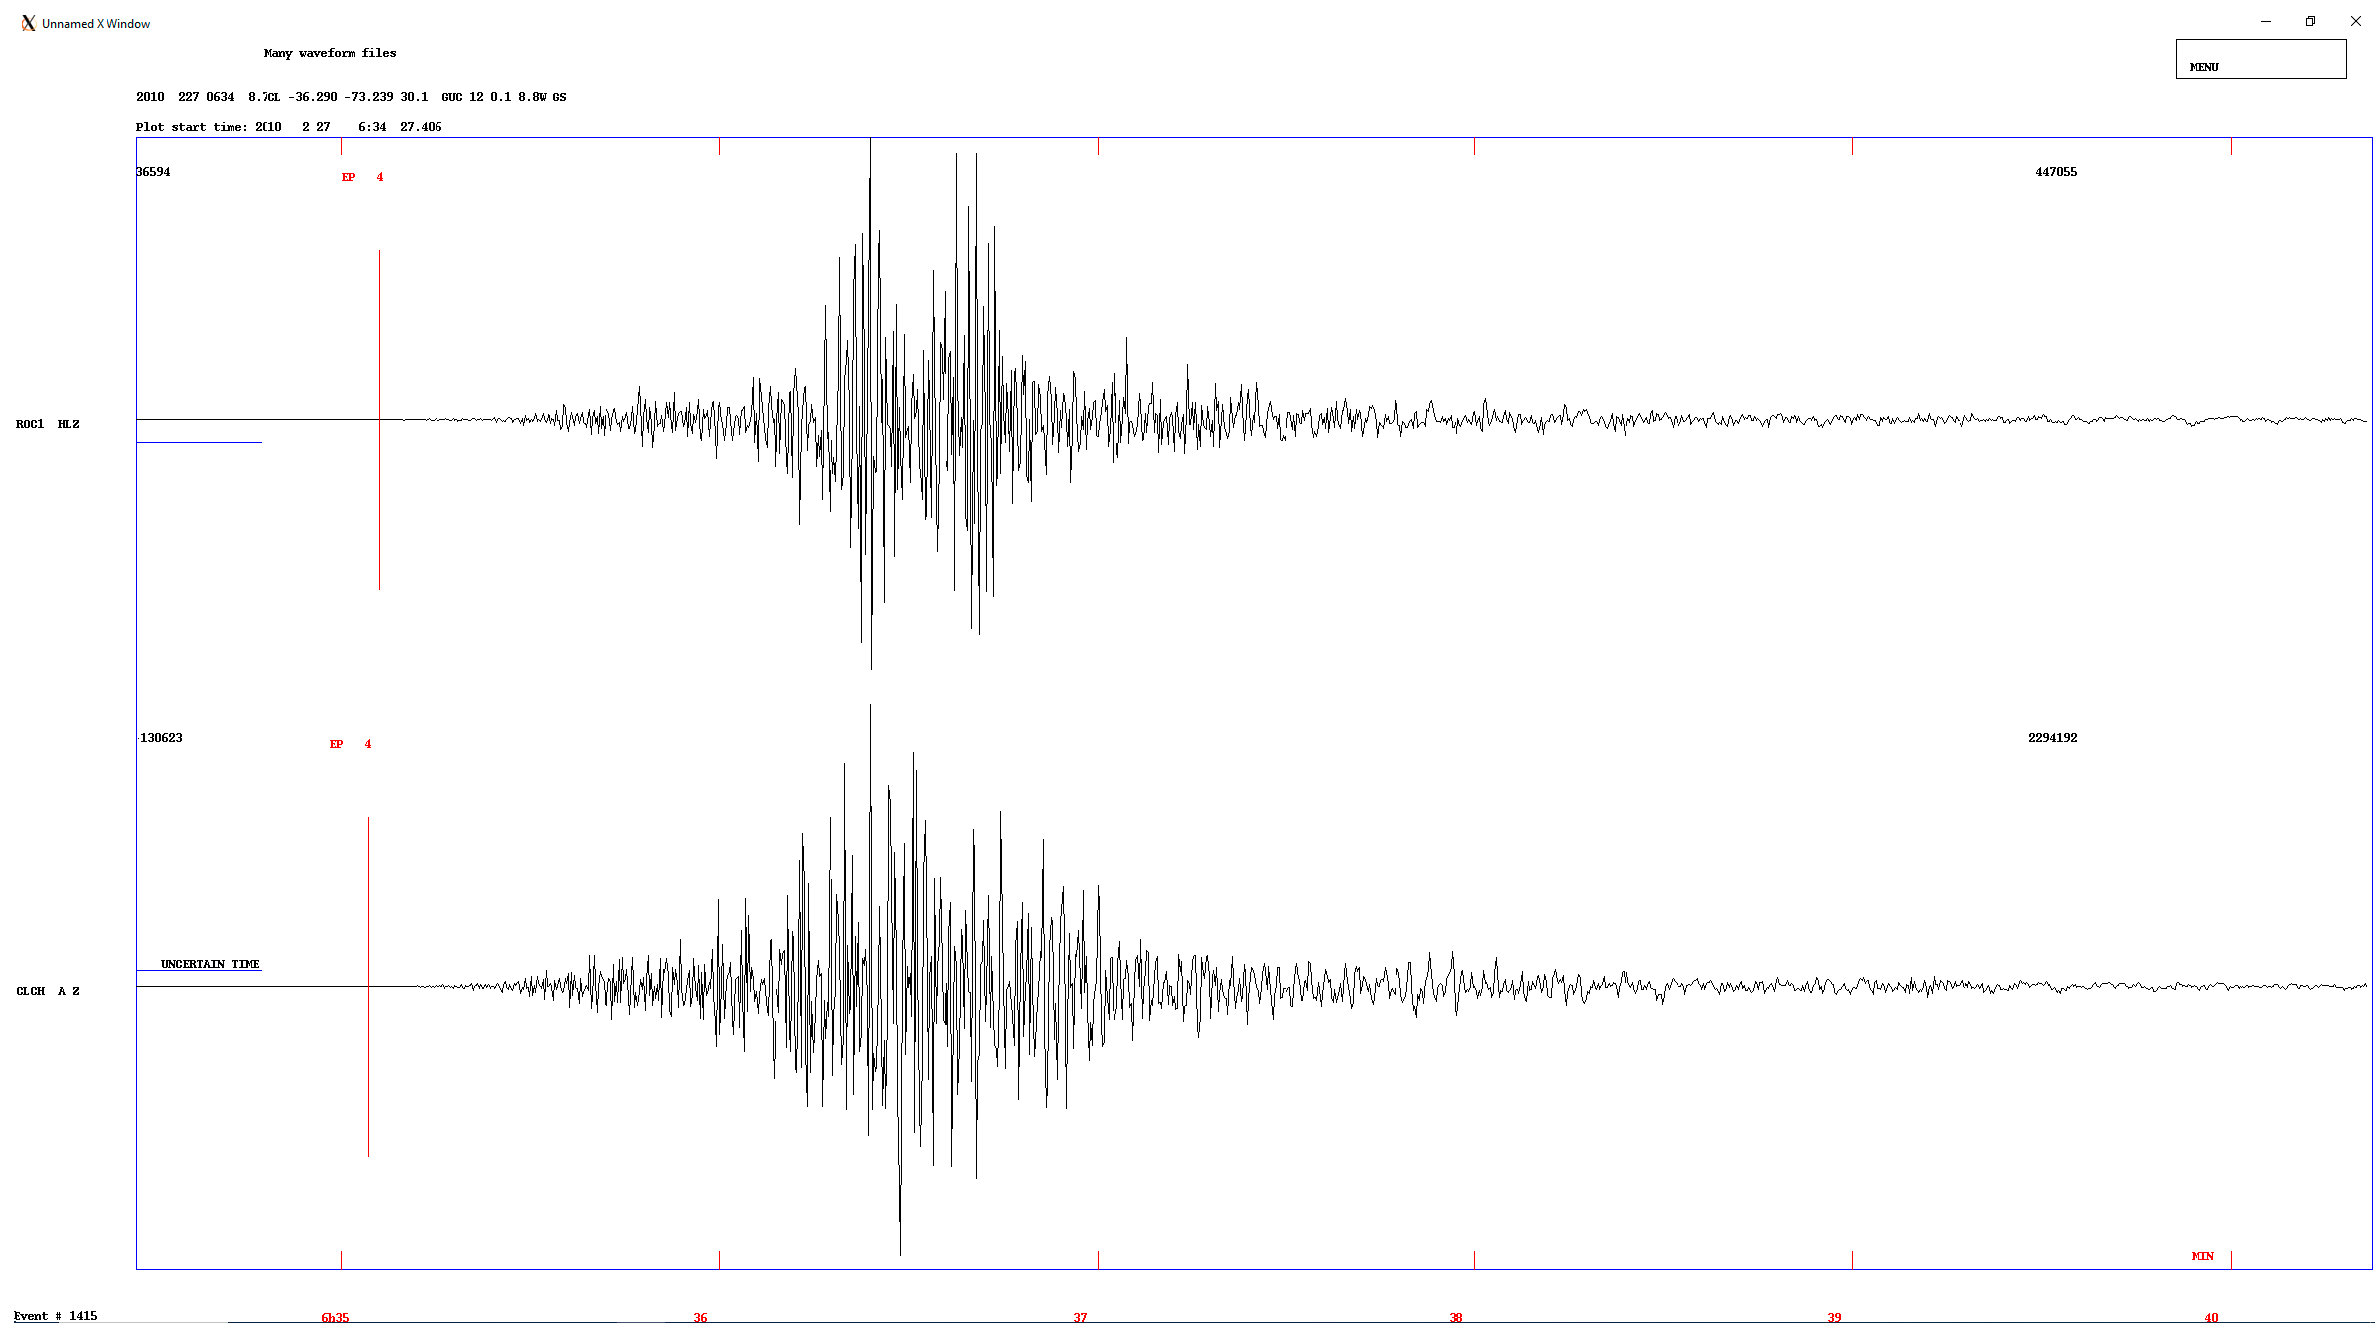 Unnamed X Window
Many waveform files
MENU
2010 227 0634 8.7CL -36.290 -73.239 30.1 GUC 12 0.1 8.8W GS
Plot start time: 2010 2 27 6:34 27.406
36594
EP 4
447055
ROC1 HLZ
-130623
EP 4
2294192
UNCERTAIN TIME
CLCH A Z
MIN
Event # 1415
6h35 36 37 38 39 40